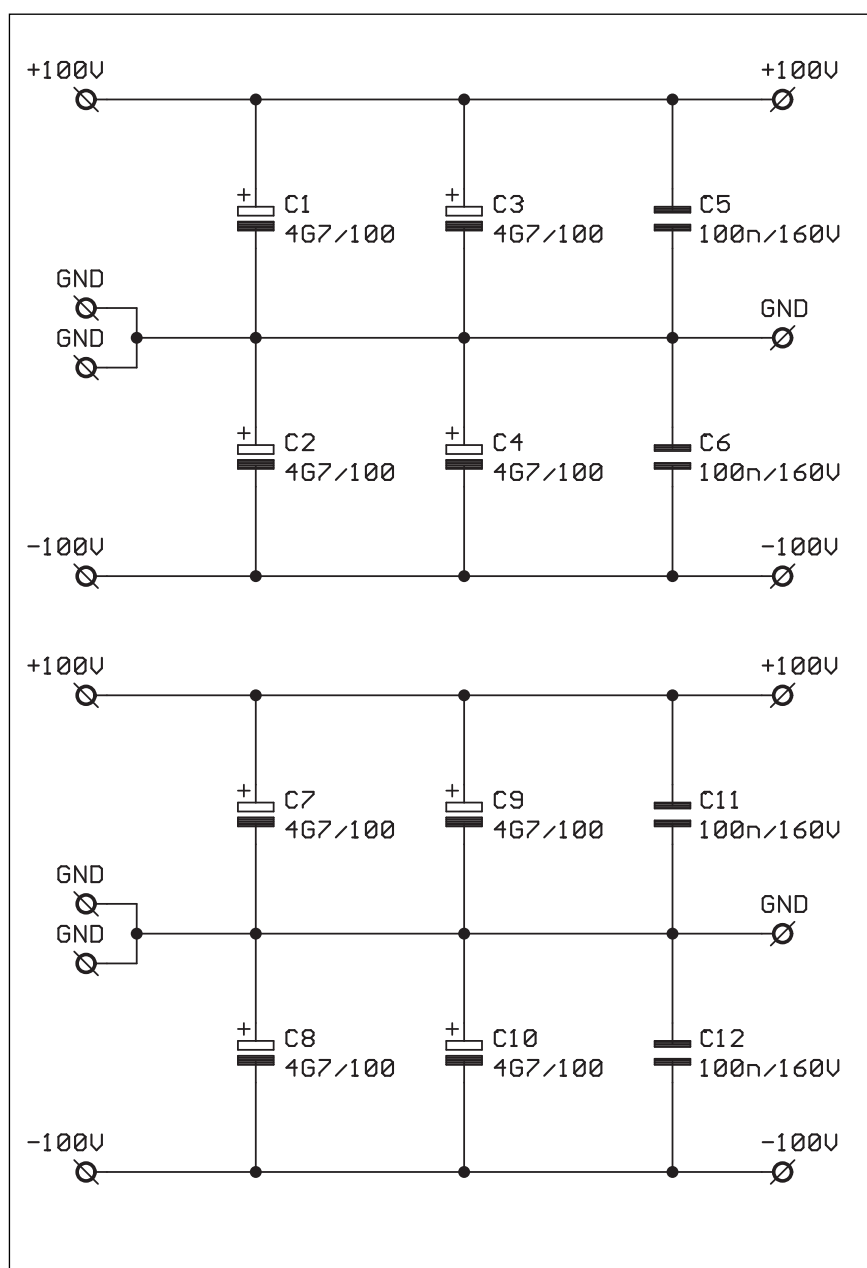 +100V +100V
+ C1 + C3 C5
4G7/100 4G7/100 100n/160V
GND
GND
GND
+ C2 + C4 C6
4G7/100 4G7/100 100n/160V
-100V -100V
+100V +100V
+ C7 + C9 C11
4G7/100 4G7/100 100n/160V
GND
GND
GND
+ C8 + C10 C12
4G7/100 4G7/100 100n/160V
-100V -100V